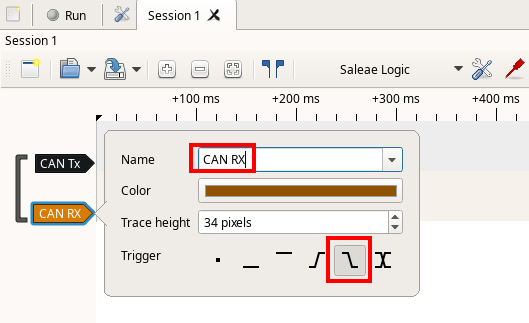 Run
Session 1
Session 1
Saleae Logic
+100 ms +200 ms +300 ms +400 ms
CAN Tx
CAN RX
Name CAN RX
Color
Trace height 34 pixels
Trigger